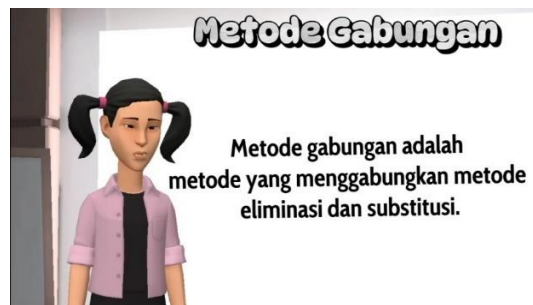 Metode Gabungan
Metode gabungan adalah
metode yang menggabungkan metode
eliminasi dan substitusi.